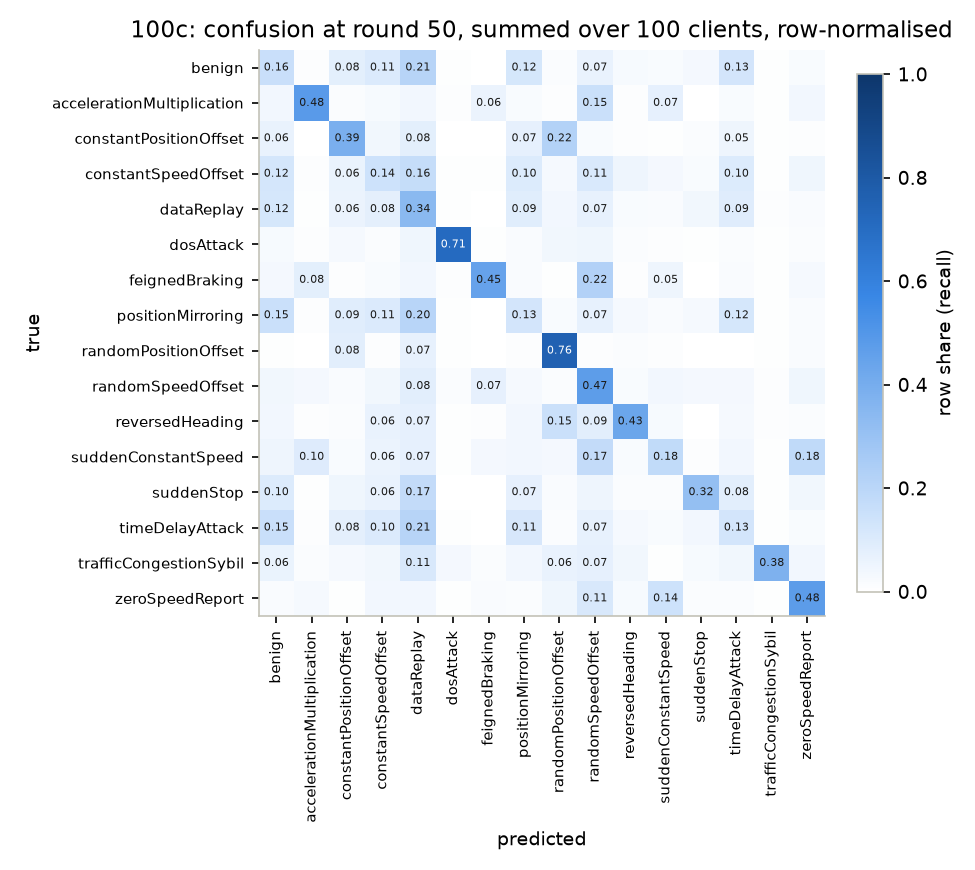 100c: confusion at round 50, summed over 100 clients, row-normalised
benign 0.16 0.08 0.11 0.21 0.12 0.07 0.13
accelerationMultiplication 0.48 0.06 0.15 0.07
constantPositionOffset 0.06 0.39 0.08 0.07 0.22 0.05
constantSpeedOffset 0.12 0.06 0.14 0.16 0.10 0.11 0.10
dataReplay 0.12 0.06 0.08 0.34 0.09 0.07 0.09
dosAttack 0.71
feignedBraking 0.08 0.45 0.22 0.05
positionMirroring 0.15 0.09 0.11 0.20 0.13 0.07 0.12
randomPositionOffset 0.08 0.07 0.76
randomSpeedOffset 0.08 0.07 0.47
reversedHeading 0.06 0.07 0.15 0.09 0.43
suddenConstantSpeed 0.10 0.06 0.07 0.17 0.18 0.18
suddenStop 0.10 0.06 0.17 0.07 0.32 0.08
timeDelayAttack 0.15 0.08 0.10 0.21 0.11 0.07 0.13
trafficCongestionSybil 0.06 0.11 0.06 0.07 0.38
zeroSpeedReport 0.11 0.14 0.48
true
benign
accelerationMultiplication
constantPositionOffset
constantSpeedOffset
dataReplay
dosAttack
feignedBraking
positionMirroring
randomPositionOffset
randomSpeedOffset
reversedHeading
suddenConstantSpeed
suddenStop
timeDelayAttack
trafficCongestionSybil
zeroSpeedReport
predicted
1.0
0.8
0.6
0.4
0.2
0.0
row share (recall)